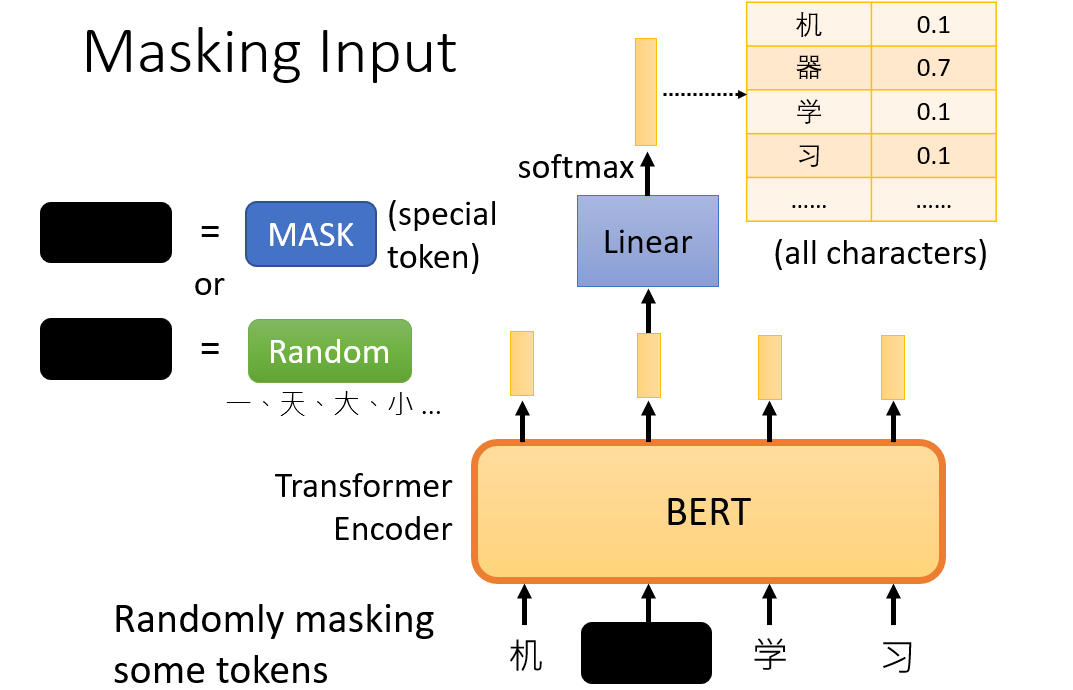 Masking Input
机 0.1
器 0.7
学 0.1
习 0.1
...... ......
(all characters)
softmax
Linear
= MASK (special
token)
or
= Random
一、天、大、小 ...
Transformer
Encoder
BERT
Randomly masking
some tokens
机 学 习